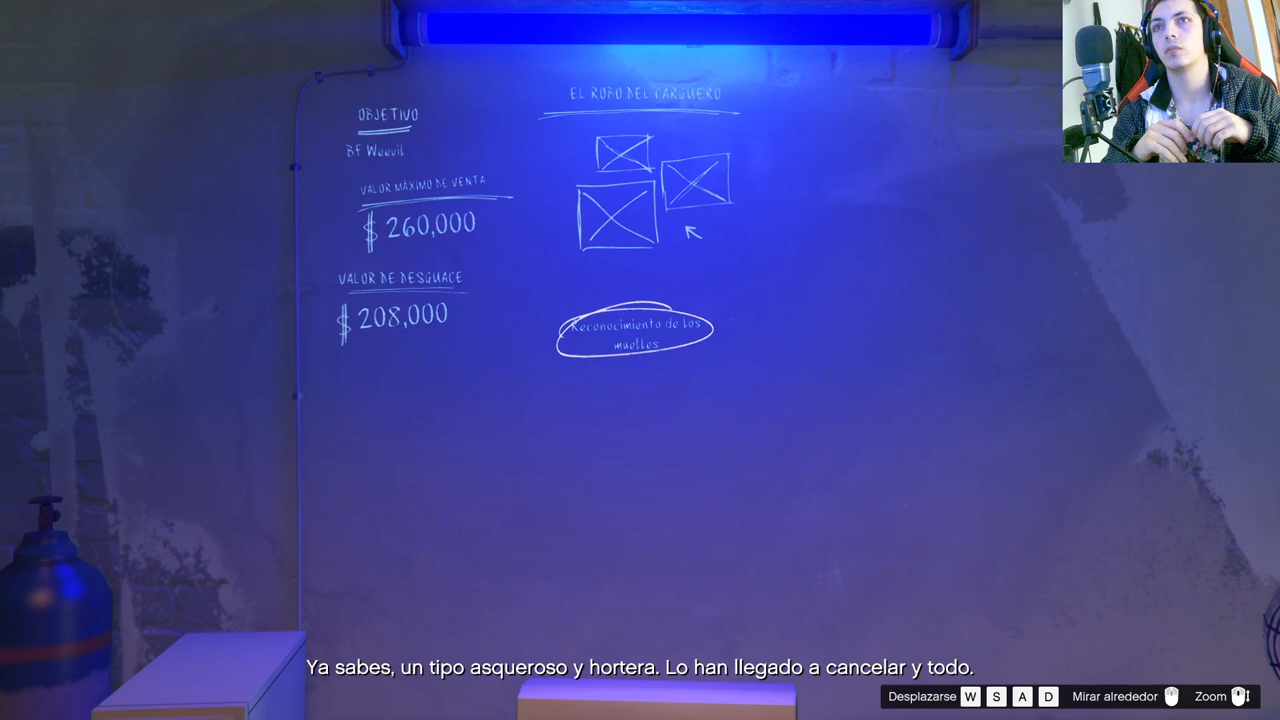 OBJETIVO
BF Weevil
VALOR MÁXIMO DE VENTA
$ 260,000
VALOR DE DESGUACE
$ 208,000
EL ROBO DEL CARGUERO
Reconocimiento de los
muelles
Ya sabes, un tipo asqueroso y hortera. Lo han llegado a cancelar y todo.
Desplazarse W S A D Mirar alrededor Zoom